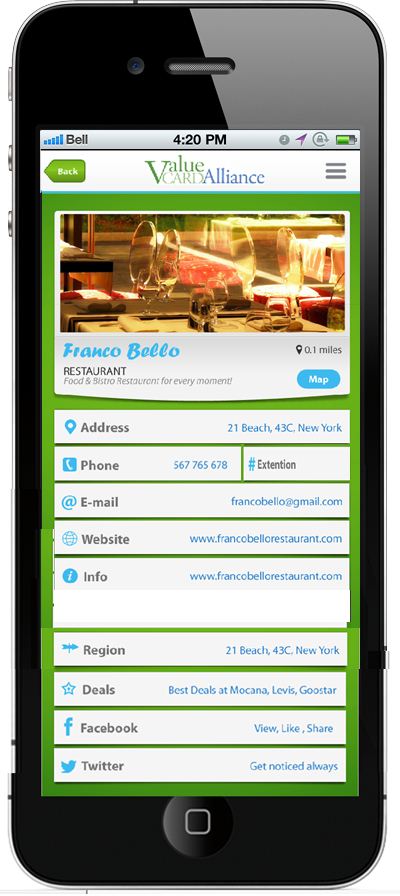 Bell 4:20 PM
Back
Value CARD Alliance
Franco Bello
0.1 miles
RESTAURANT
Food & Bistro Restaurant for every moment!
Map
Address 21 Beach, 43C, New York
Phone 567 765 678 # Extention
@ E-mail francobello@gmail.com
Website www.francobellorestaurant.com
i Info www.francobellorestaurant.com
Region 21 Beach, 43C, New York
Deals Best Deals at Mocana, Levis, Goostar
f Facebook View, Like , Share
Twitter Get noticed always